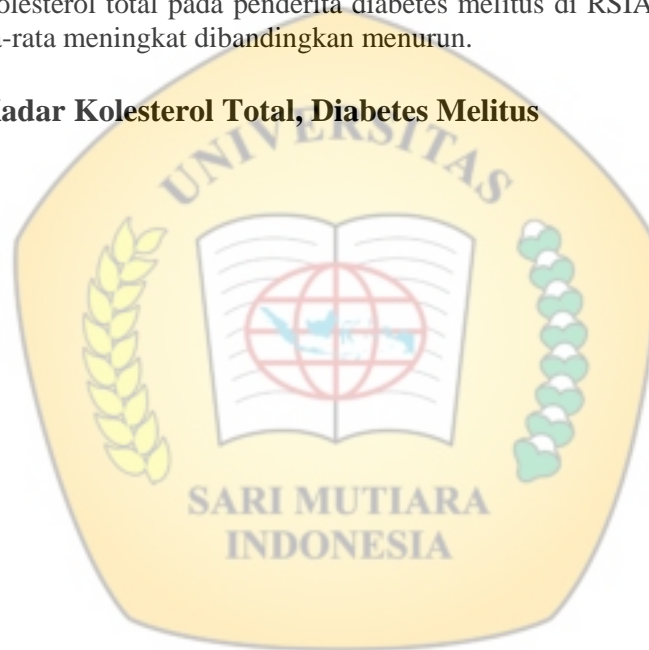 olesterol total pada penderita diabetes melitus di RSIA
-rata meningkat dibandingkan menurun.
adar Kolesterol Total, Diabetes Melitus
UNIVERSITAS
SARI MUTIARA
INDONESIA